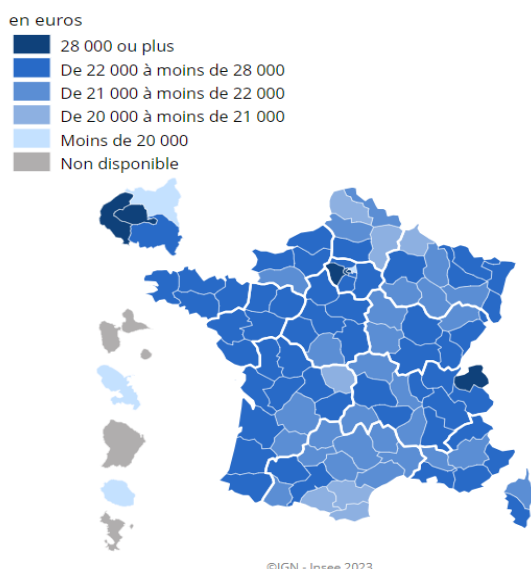 en euros
28 000 ou plus
De 22 000 à moins de 28 000
De 21 000 à moins de 22 000
De 20 000 à moins de 21 000
Moins de 20 000
Non disponible
©IGN - Insee 2023